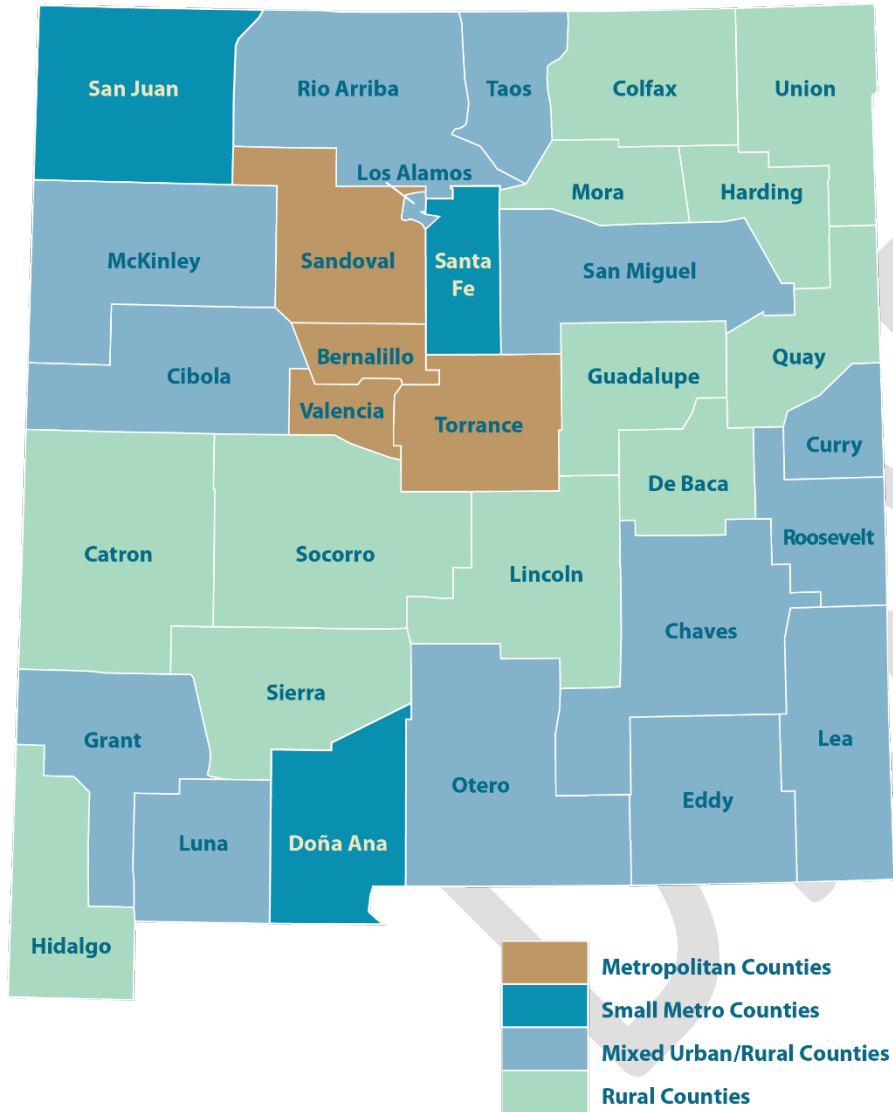 San Juan
Rio Arriba
Taos
Colfax
Union
Los Alamos
Mora
Harding
McKinley
Sandoval
Santa
Fe
San Miguel
Bernalillo
Cibola
Guadalupe
Quay
Valencia
Torrance
Curry
De Baca
Roosevelt
Catron
Socorro
Lincoln
Chaves
Sierra
Grant
Lea
Otero
Eddy
Luna
Doña Ana
Hidalgo
Metropolitan Counties
Small Metro Counties
Mixed Urban/Rural Counties
Rural Counties